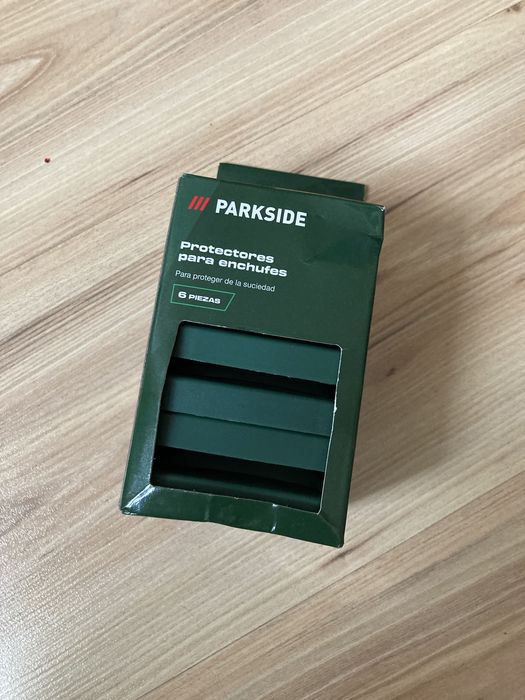 PARKSIDE
Protectores
para enchufes
Para proteger de la suciedad
6 PIEZAS